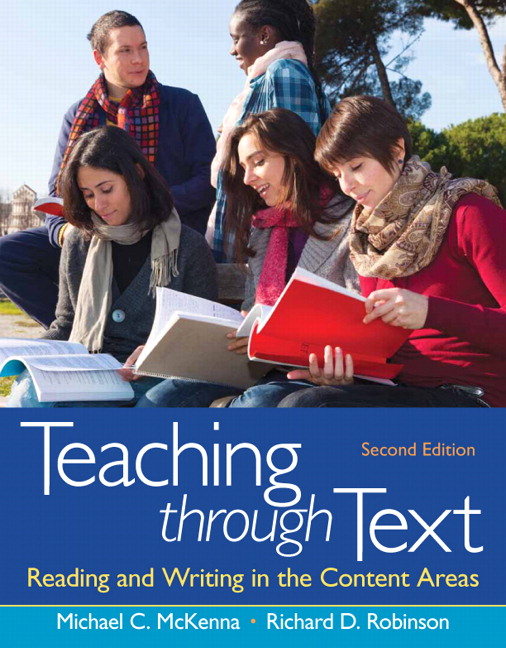 Teaching
Second Edition
through Text
Reading and Writing in the Content Areas
Michael C. McKenna • Richard D. Robinson